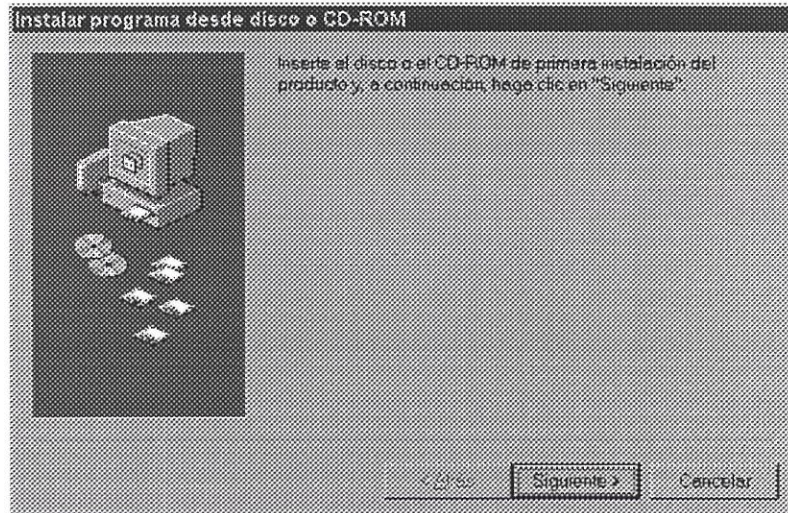 Instalar programa desde disco o CD-ROM
Inserte el disco o el CD-ROM de primera instalación del
producto y, a continuación, haga clic en "Siguiente".
< Atrás
Siguiente >
Cancelar